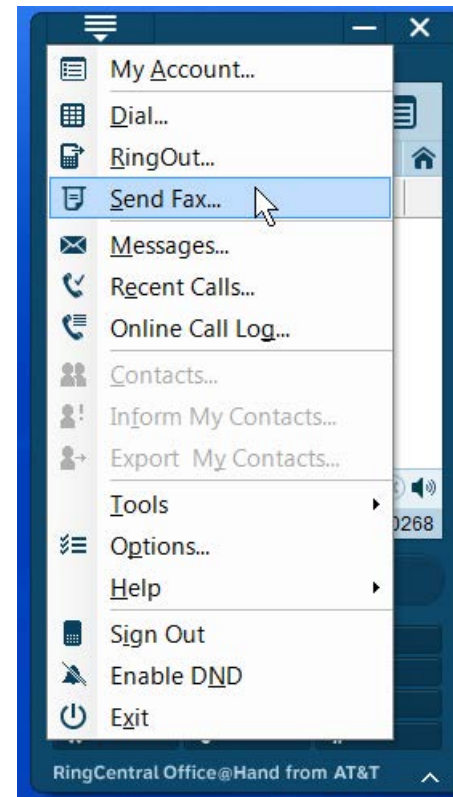 My Account...
Dial...
RingOut...
Send Fax...
Messages...
Recent Calls...
Online Call Log...
Contacts...
Inform My Contacts...
Export My Contacts...
Tools
0268
Options...
Help
Sign Out
Enable DND
Exit
RingCentral Office@Hand from AT&T